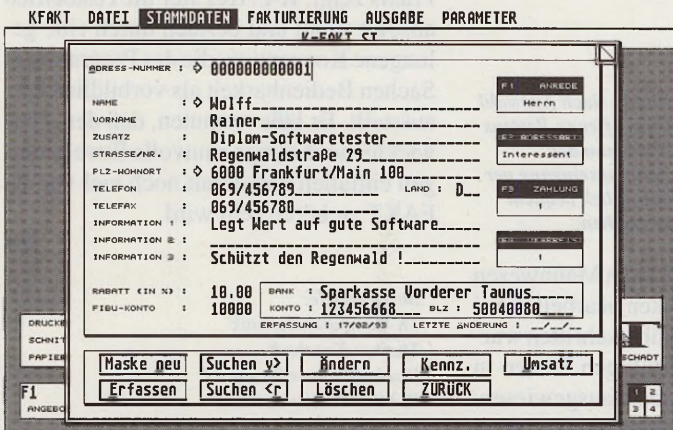 KFAKT DATEI STAMMDATEN FAKTURIERUNG AUSGABE PARAMETER
K-FAKT ST
ADRESS-NUMMER : ◊ 000000000001
F1 ANREDE
Herrn
NAME : ◊ Wolff
VORNAME : Rainer
ZUSATZ : Diplom-Softwaretester
F2 ADRESSART
Interessent
STRASSE/NR. : Regenwaldstraße 29
PLZ-WOHNORT : ◊ 6000 Frankfurt/Main 100
TELEFON : 069/456789 LAND : D
F3 ZAHLUNG
1
TELEFAX : 069/456780
INFORMATION 1 : Legt Wert auf gute Software
INFORMATION 2 :
INFORMATION 3 : Schützt den Regenwald !
1
RABATT (IN %) : 10.00 BANK : Sparkasse Vorderer Taunus
FIBU-KONTO : 10000 KONTO : 123456668 BLZ : 50040080
ERFASSUNG : 17/02/93 LETZTE ÄNDERUNG : __/__/__
DRUCKE
SCHNIT
PAPIER
SCHADT
Maske neu Suchen v> ändern Kennz. Umsatz
Erfassen Suchen <r Löschen ZURÜCK
F1
ANGEBO
1 2
3 4